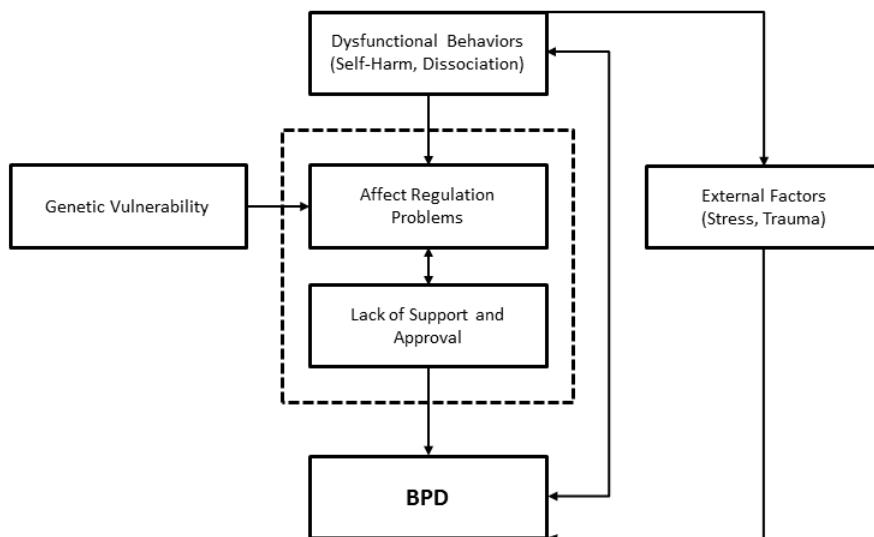 Dysfunctional Behaviors
(Self-Harm, Dissociation)
Genetic Vulnerability
Affect Regulation
Problems
External Factors
(Stress, Trauma)
Lack of Support and
Approval
BPD